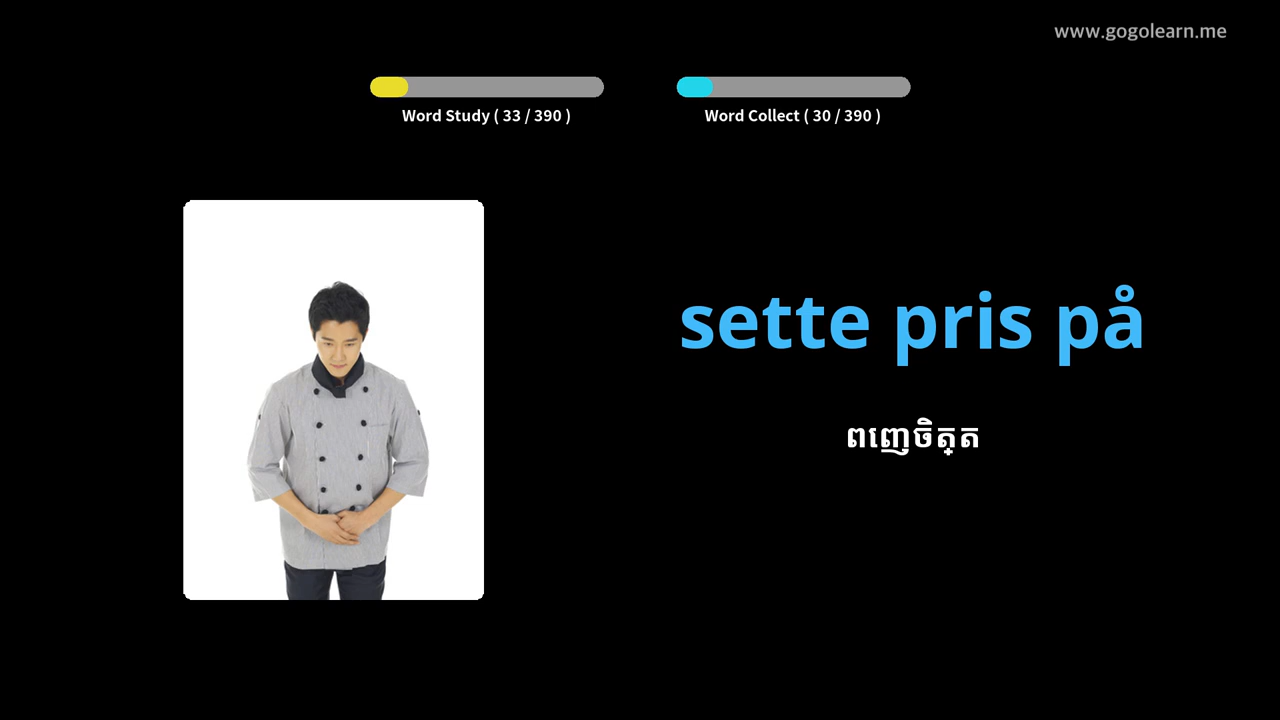 www.gogolearn.me
Word Study ( 33 / 390 )
Word Collect ( 30 / 390 )
sette pris på
ពញេចិត្ត